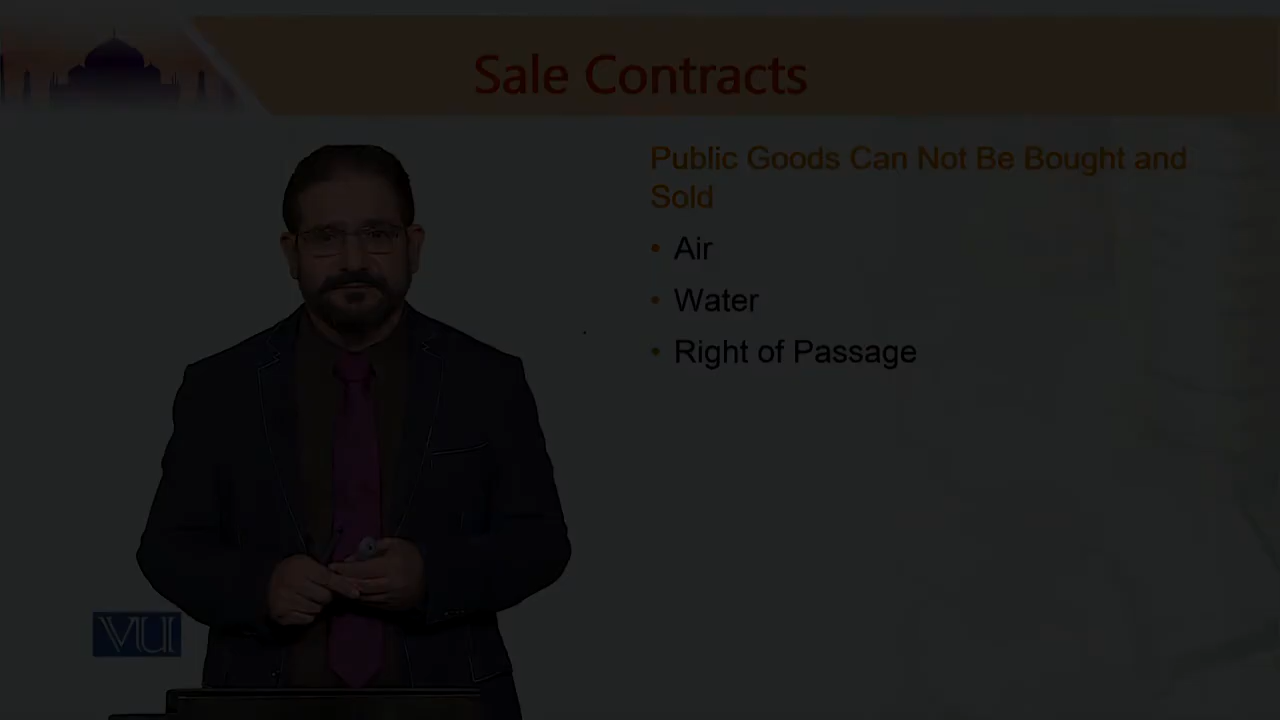 Sale Contracts
Public Goods Can Not Be Bought and
Sold
• Air
• Water
• Right of Passage
VU